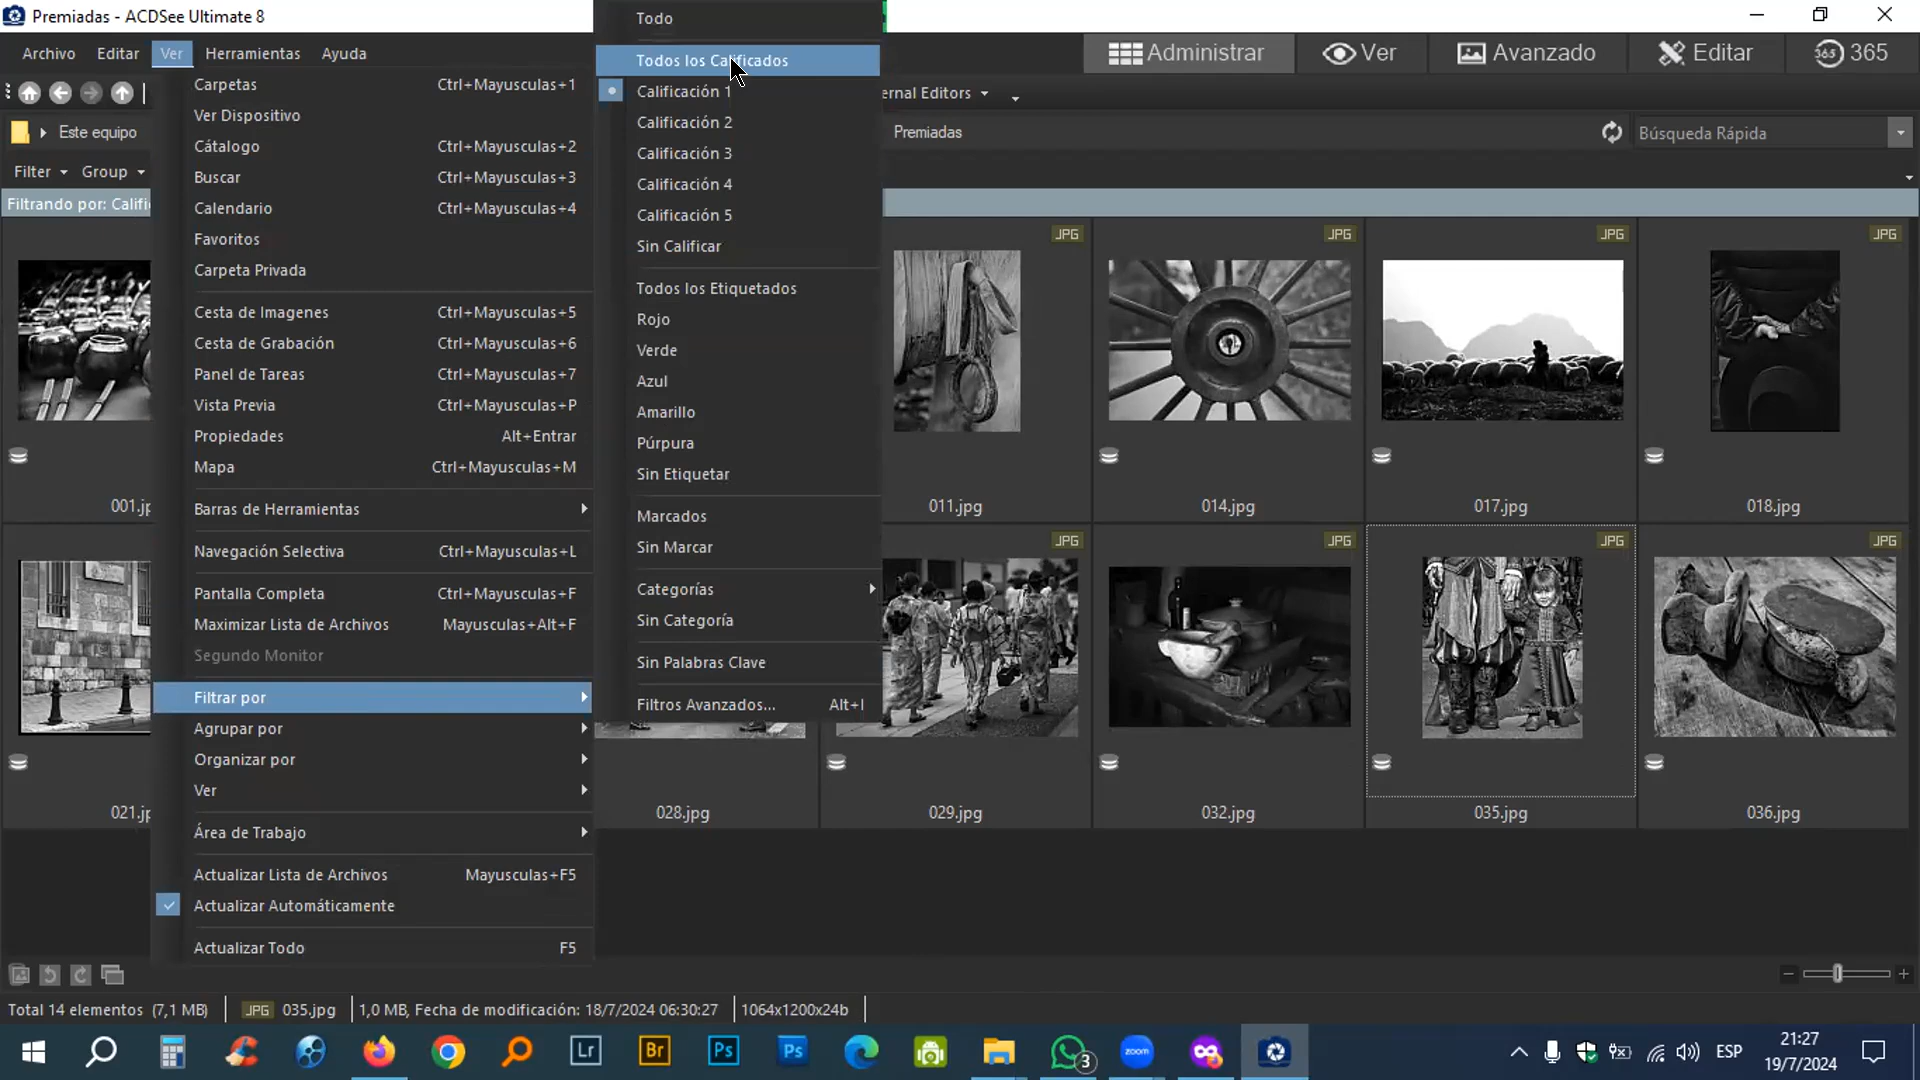 Premiadas - ACDSee Ultimate 8
Archivo
Editar
Ver
Herramientas
Ayuda
Administrar
Ver
Avanzado
Editar
365
365
ernal Editors
Este equipo
Premiadas
Búsqueda Rápida
Filter
Group
Filtrando por: Califi
Carpetas Ctrl+Mayusculas+1
Ver Dispositivo
Cátalogo Ctrl+Mayusculas+2
Buscar Ctrl+Mayusculas+3
Calendario Ctrl+Mayusculas+4
Favoritos
Carpeta Privada
Cesta de Imagenes Ctrl+Mayusculas+5
Cesta de Grabación Ctrl+Mayusculas+6
Panel de Tareas Ctrl+Mayusculas+7
Vista Previa Ctrl+Mayusculas+P
Propiedades Alt+Entrar
Mapa Ctrl+Mayusculas+M
Barras de Herramientas
Navegación Selectiva Ctrl+Mayusculas+L
Pantalla Completa Ctrl+Mayusculas+F
Maximizar Lista de Archivos Mayusculas+Alt+F
Segundo Monitor
Filtrar por
Agrupar por
Organizar por
Ver
Área de Trabajo
Actualizar Lista de Archivos Mayusculas+F5
Actualizar Automáticamente
Actualizar Todo F5
Todo
Todos los Calificados
Calificación 1
Calificación 2
Calificación 3
Calificación 4
Calificación 5
Sin Calificar
Todos los Etiquetados
Rojo
Verde
Azul
Amarillo
Púrpura
Sin Etiquetar
Marcados
Sin Marcar
Categorías
Sin Categoría
Sin Palabras Clave
Filtros Avanzados... Alt+I
JPG
JPG
JPG
JPG
001.jp
011.jpg
014.jpg
017.jpg
018.jpg
JPG
JPG
JPG
JPG
021.jp
028.jpg
029.jpg
032.jpg
035.jpg
036.jpg
Total 14 elementos (7,1 MB)
JPG 035.jpg
1,0 MB, Fecha de modificación: 18/7/2024 06:30:27
1064x1200x24b
Lr
Br
Ps
Ps
3
zoom
ESP
21:27
19/7/2024